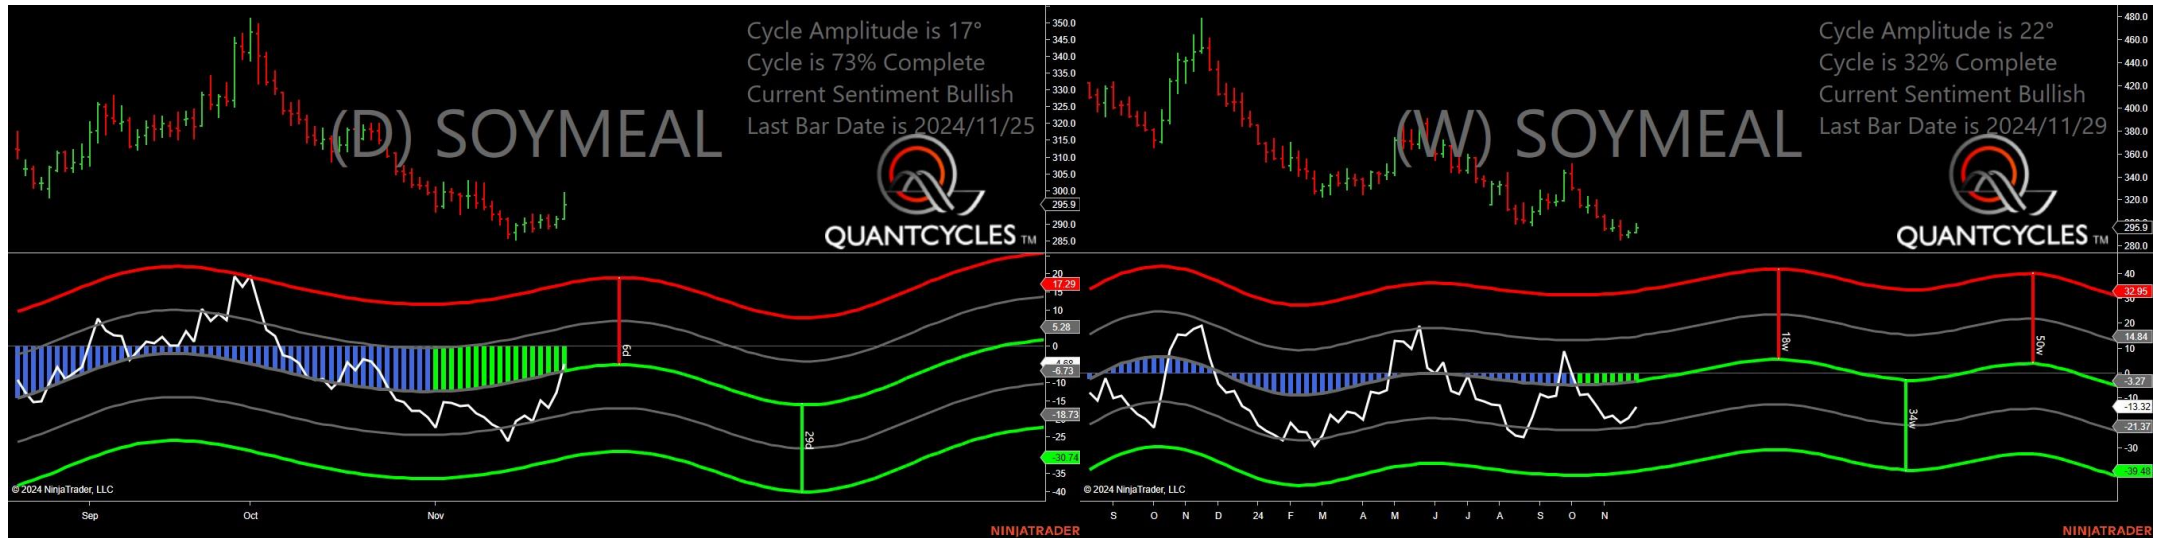 Cycle Amplitude is 17°
Cycle is 73% Complete
Current Sentiment Bullish
Last Bar Date is 2024/11/25
(D) SOYMEAL
QUANTCYCLES TM
350.0
345.0
340.0
335.0
330.0
325.0
320.0
315.0
310.0
305.0
300.0
295.9
290.0
285.0
20
17.29
15
10
5.28
0
-4.68
-6.73
-10
-15
-18.73
-25
-30.74
-35
-40
6d
29d
© 2024 NinjaTrader, LLC
Sep Oct Nov
NINJATRADER
Cycle Amplitude is 22°
Cycle is 32% Complete
Current Sentiment Bullish
Last Bar Date is 2024/11/29
(W) SOYMEAL
QUANTCYCLES TM
480.0
460.0
440.0
420.0
400.0
380.0
360.0
340.0
320.0
295.9
280.0
40
32.95
30
20
14.84
10
-3.27
-10
-13.32
-21.37
-30
-39.48
18w
34w
50w
© 2024 NinjaTrader, LLC
S O N D 24 F M A M J J A S O N
NINJATRADER